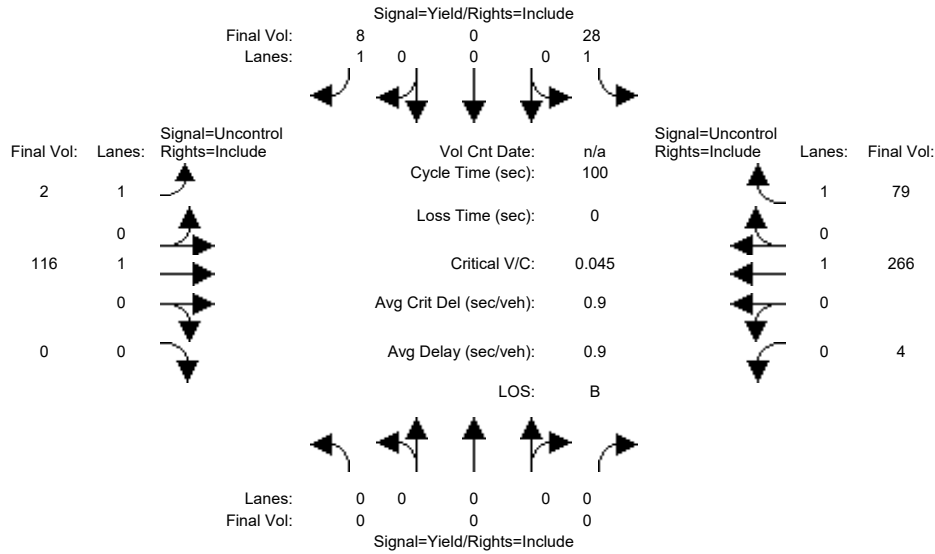 Signal=Yield/Rights=Include
Final Vol: 8 0 28
Lanes: 1 0 0 0 1
Signal=Uncontrol
Final Vol: Lanes: Rights=Include
Vol Cnt Date: n/a
Signal=Uncontrol
Rights=Include Lanes: Final Vol:
Cycle Time (sec): 100
2 1
1 79
Loss Time (sec): 0
0
0
116 1
Critical V/C: 0.045
1 266
0
Avg Crit Del (sec/veh): 0.9
0
0 0
Avg Delay (sec/veh): 0.9
0 4
LOS: B
Lanes: 0 0 0 0 0
Final Vol: 0 0 0
Signal=Yield/Rights=Include